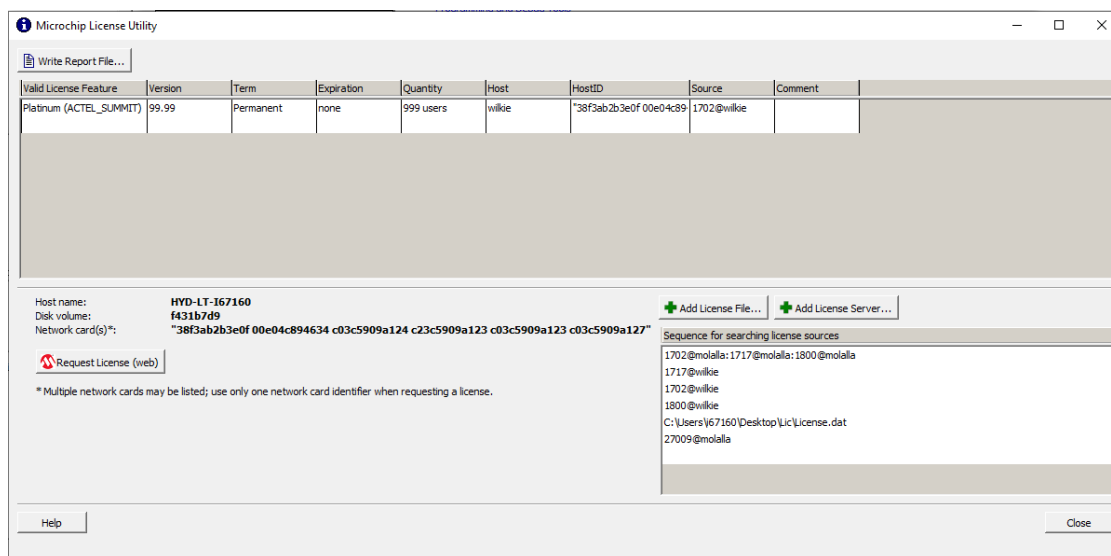 Microchip License Utility
Write Report File...
Valid License Feature Version Term Expiration Quantity Host HostID Source Comment
Platinum (ACTEL_SUMMIT) 99.99 Permanent none 999 users wilkie "38f3ab2b3e0f 00e04c89 1702@wilkie
Host name: HYD-LT-I67160
Disk volume: f431b7d9
Network card(s)*: "38f3ab2b3e0f 00e04c894634 c03c5909a124 c23c5909a123 c03c5909a123 c03c5909a127"
Request License (web)
* Multiple network cards may be listed; use only one network card identifier when requesting a license.
Add License File... Add License Server...
Sequence for searching license sources
1702@molalla:1717@molalla:1800@molalla
1717@wilkie
1702@wilkie
1800@wilkie
C:\Users\i67160\Desktop\Lic\License.dat
27009@molalla
Help Close